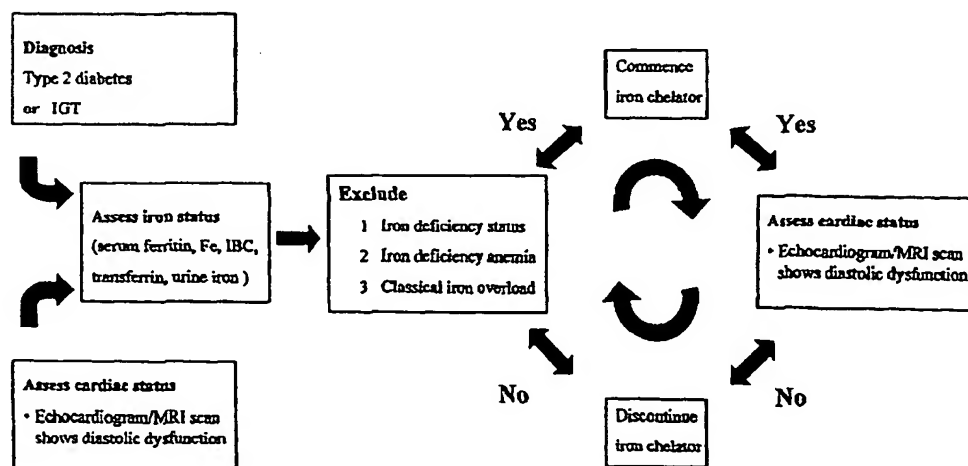 Diagnosis
Type 2 diabetes
or IGT
Assess iron status
(serum ferritin, Fe, IBC,
transferrin, urine iron )
Assess cardiac status
• Echocardiogram/MRI scan
shows diastolic dysfunction
Exclude
1 Iron deficiency status
2 Iron deficiency anemia
3 Classical iron overload
Yes
Commence
iron chelator
Yes
Assess cardiac status
• Echocardiogram/MRI scan
shows diastolic dysfunction
No
Discontinue
iron chelator
No